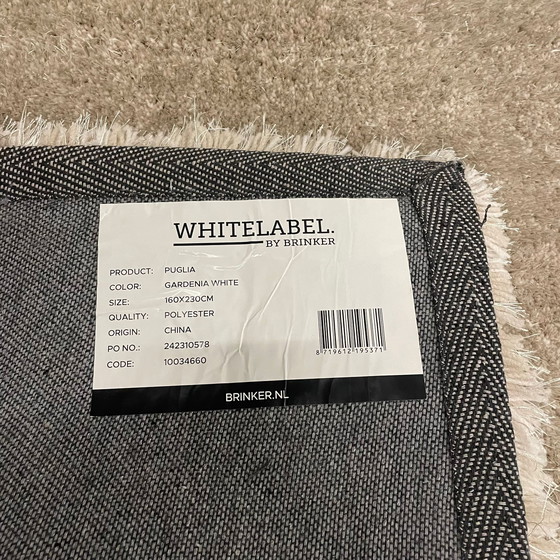 WHITELABEL.
BY BRINKER
PRODUCT: PUGLIA
COLOR: GARDENIA WHITE
SIZE: 160X230CM
QUALITY: POLYESTER
ORIGIN: CHINA
PO NO.: 242310578
CODE: 10034660
8 719612 195371
BRINKER.NL